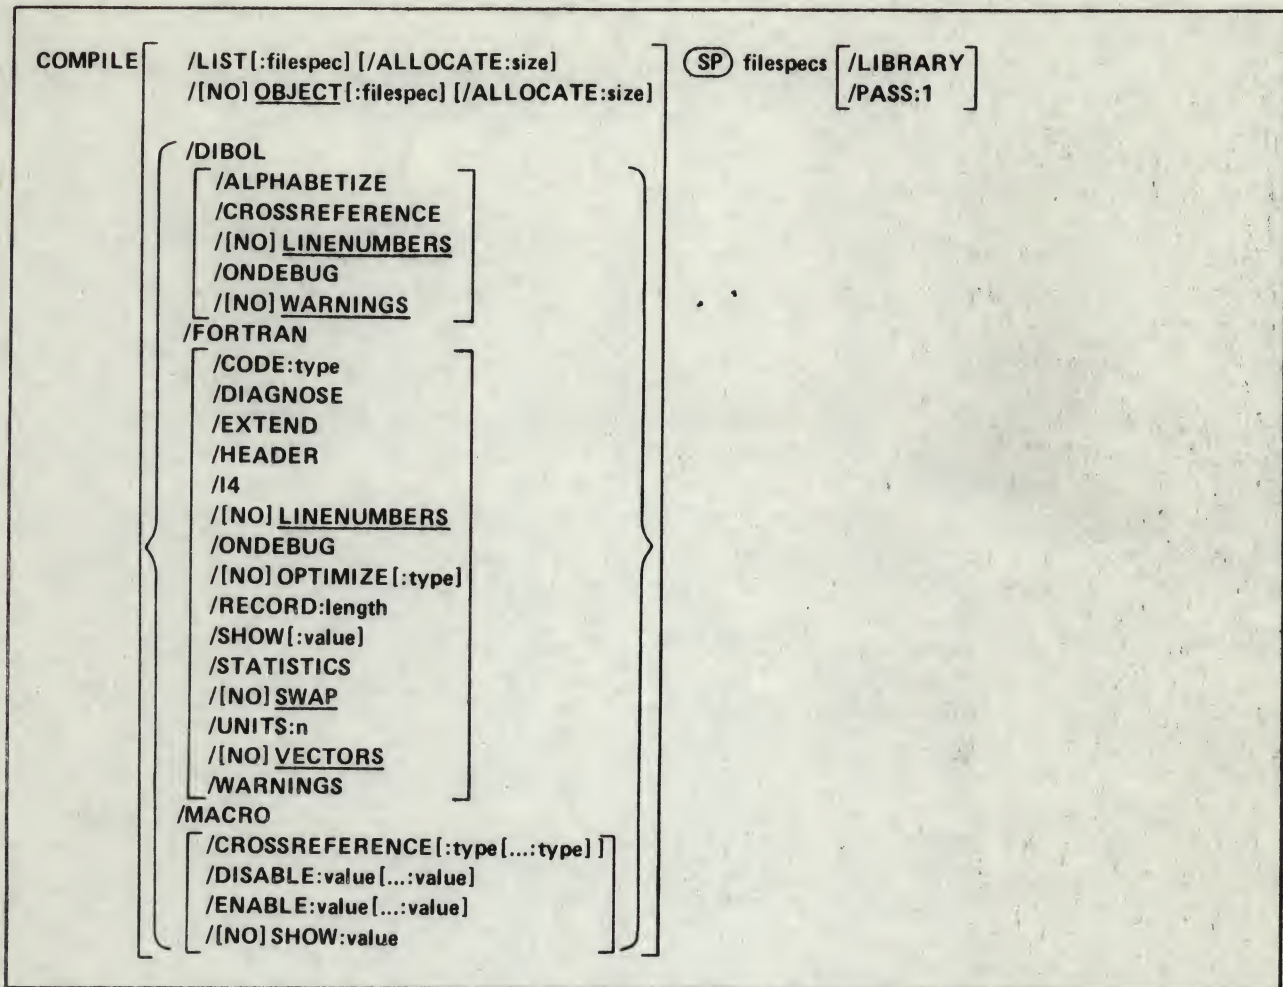 COMPILE /LIST[:filespec] [/ALLOCATE:size] SP filespecs /LIBRARY
/[NO] OBJECT[:filespec] [/ALLOCATE:size] /PASS:1
/DIBOL
/ALPHABETIZE
/CROSSREFERENCE
/[NO] LINENUMBERS
/ONDEBUG
/[NO] WARNINGS
/FORTRAN
/CODE:type
/DIAGNOSE
/EXTEND
/HEADER
/I4
/[NO] LINENUMBERS
/ONDEBUG
/[NO] OPTIMIZE[:type]
/RECORD:length
/SHOW[:value]
/STATISTICS
/[NO] SWAP
/UNITS:n
/[NO] VECTORS
/WARNINGS
/MACRO
/CROSSREFERENCE[:type[...:type] ]
/DISABLE:value[...:value]
/ENABLE:value[...:value]
/[NO] SHOW:value